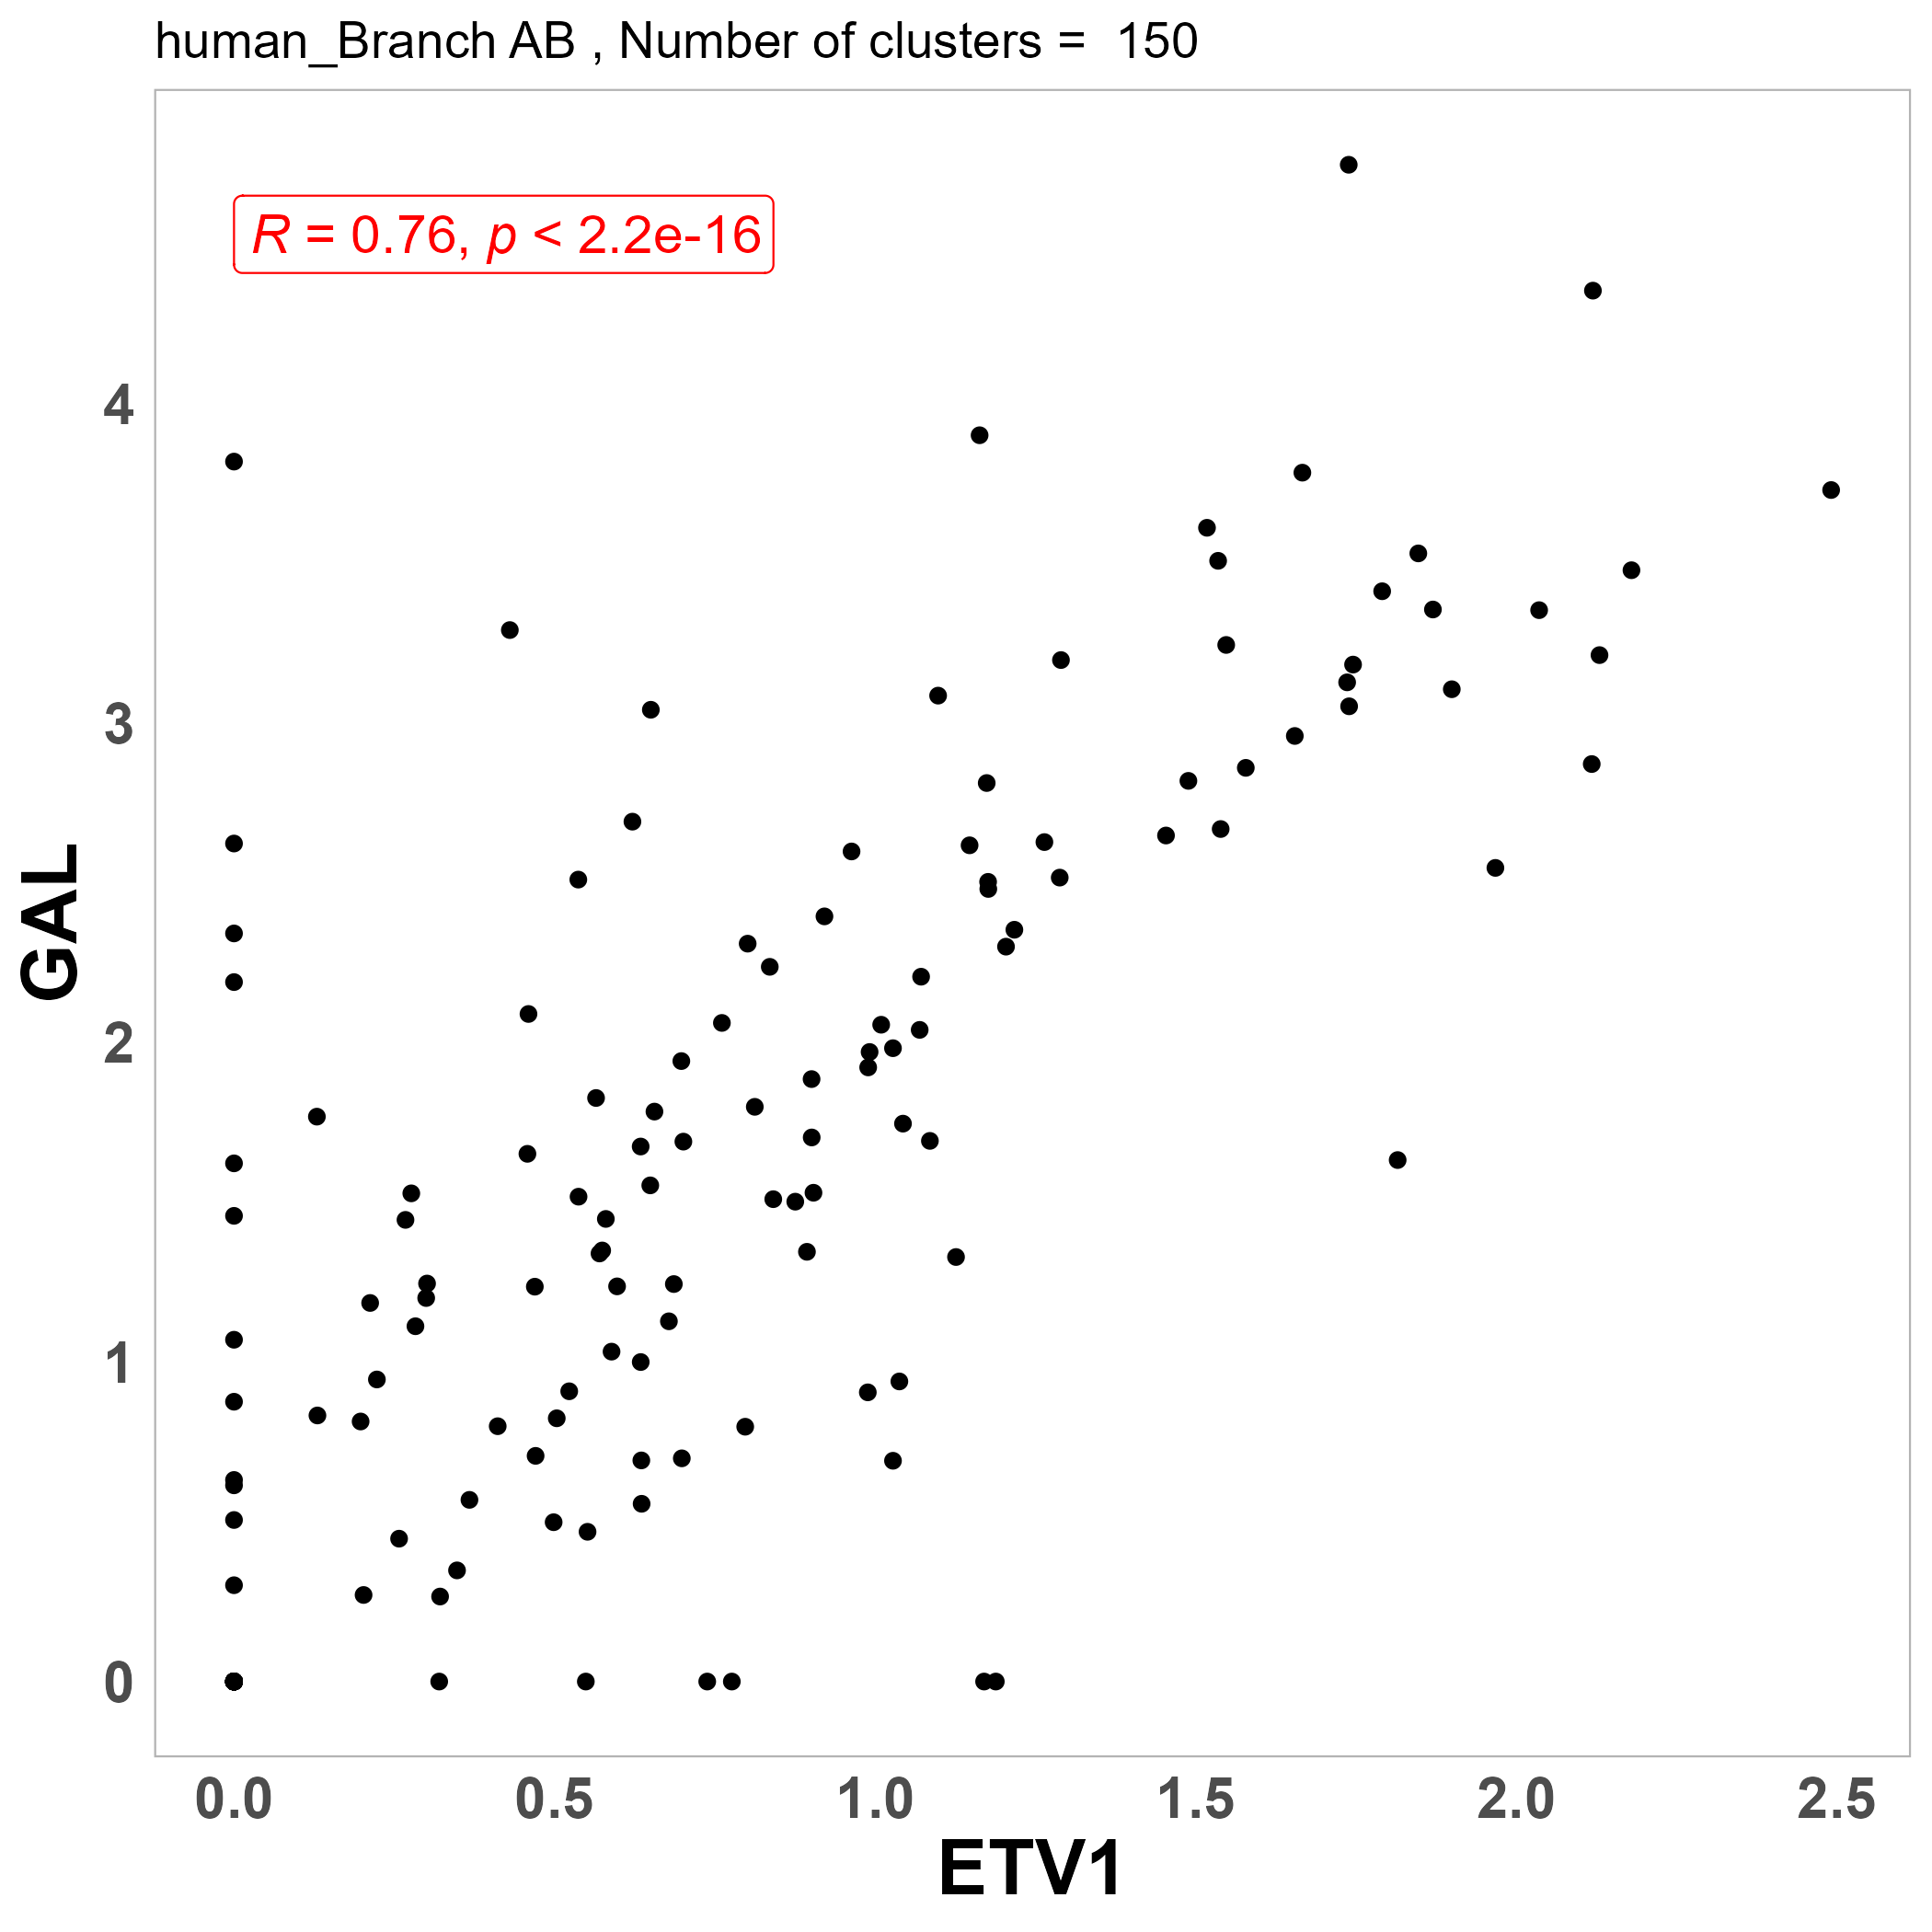 human_Branch AB , Number of clusters =  150
R = 0.76, p < 2.2e-16
4
3
2
1
0
GAL
0.0 0.5 1.0 1.5 2.0 2.5
ETV1